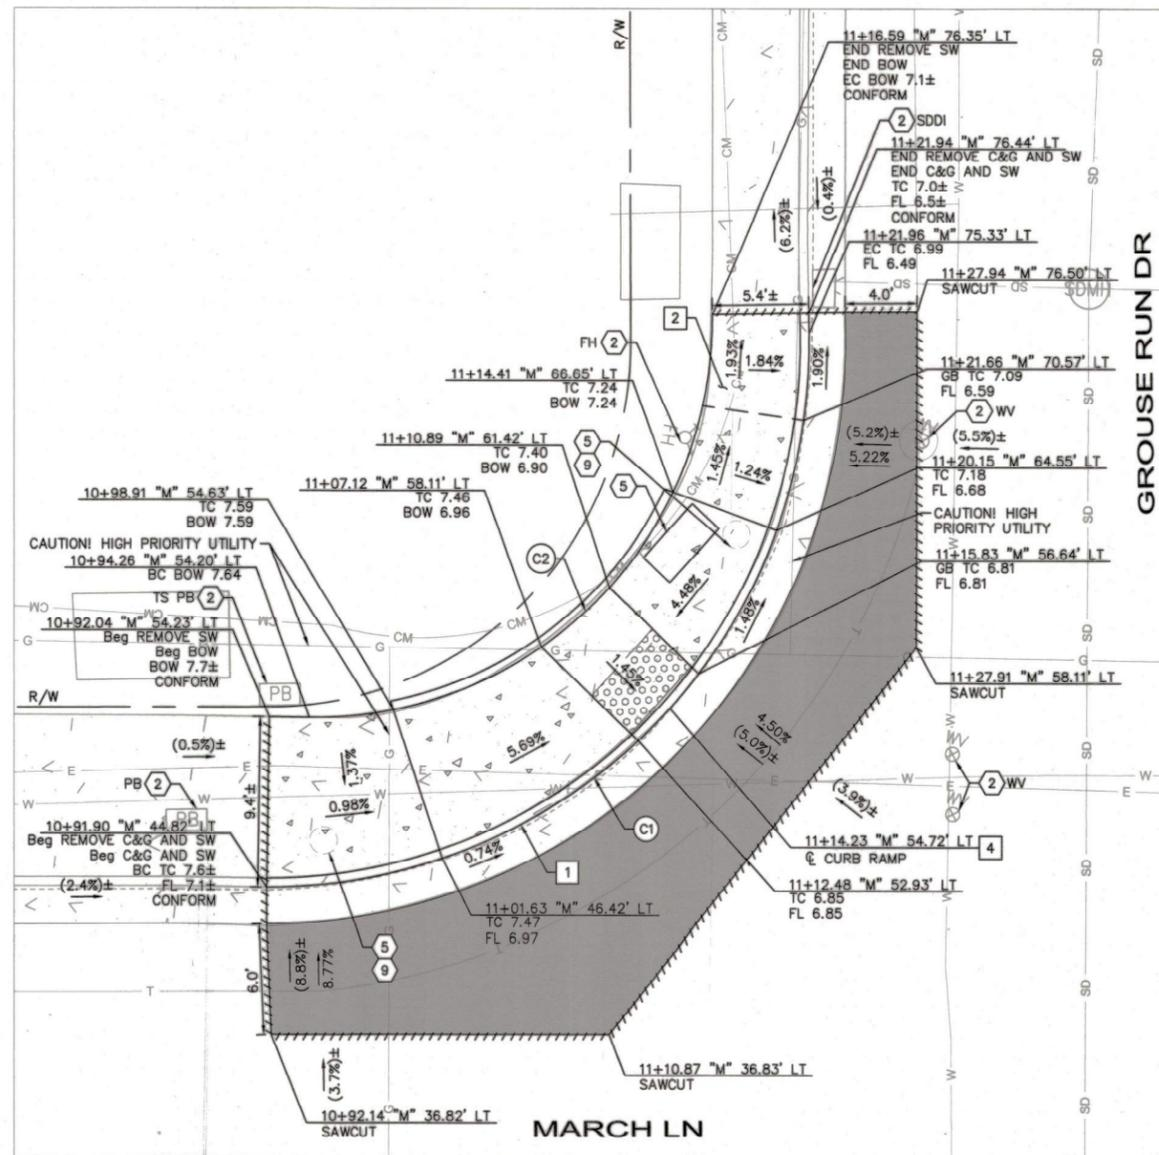 R/W
11+16.59 "M" 76.35' LT
END REMOVE SW
END BOW
EC BOW 7.1±
CONFORM
2 SDDI
11+21.94 "M" 76.44' LT
END REMOVE C&G AND SW
END C&G AND SW
TC 7.0±
FL 6.5±
CONFORM
11+21.96 "M" 75.33' LT
EC TC 6.99
FL 6.49
11+27.94 "M" 76.50' LT
SAWCUT
SDMH
GROUSE RUN DR
(6.2%)±
(0.4%)±
5.4'±
4.0'
2
FH 2
1.93%
1.84%
1.90%
11+14.41 "M" 66.65' LT
TC 7.24
BOW 7.24
11+21.66 "M" 70.57' LT
GB TC 7.09
FL 6.59
2 WV
(5.2%)±
5.22%
(5.5%)±
11+10.89 "M" 61.42' LT
TC 7.40
BOW 6.90
5
9
5
1.45%
1.24%
11+20.15 "M" 64.55' LT
TC 7.18
FL 6.68
11+07.12 "M" 58.11' LT
TC 7.46
BOW 6.96
10+98.91 "M" 54.63' LT
TC 7.59
BOW 7.59
CAUTION! HIGH
PRIORITY UTILITY
CAUTION! HIGH PRIORITY UTILITY
10+94.26 "M" 54.20' LT
BC BOW 7.64
C2
11+15.83 "M" 56.64' LT
GB TC 6.81
FL 6.81
TS PB 2
10+92.04 "M" 54.23' LT
Beg REMOVE SW
Beg BOW
BOW 7.7±
CONFORM
4.48%
1.48%
1.45%
PB
R/W
11+27.91 "M" 58.11' LT
SAWCUT
(0.5%)±
1.37%
5.69%
4.50%
(5.0%)±
PB 2
9.4'±
0.98%
2 WV
(3.9%)±
PB
10+91.90 "M" 44.82' LT
Beg REMOVE C&G AND SW
Beg C&G AND SW
BC TC 7.6±
FL 7.1±
CONFORM
C1
11+14.23 "M" 54.72' LT 4
℄ CURB RAMP
0.74%
1
(2.4%)±
11+12.48 "M" 52.93' LT
TC 6.85
FL 6.85
11+01.63 "M" 46.42' LT
TC 7.47
FL 6.97
5
9
6.0'
(8.8%)±
8.77%
(3.7%)±
11+10.87 "M" 36.83' LT
SAWCUT
10+92.14 "M" 36.82' LT
SAWCUT
MARCH LN